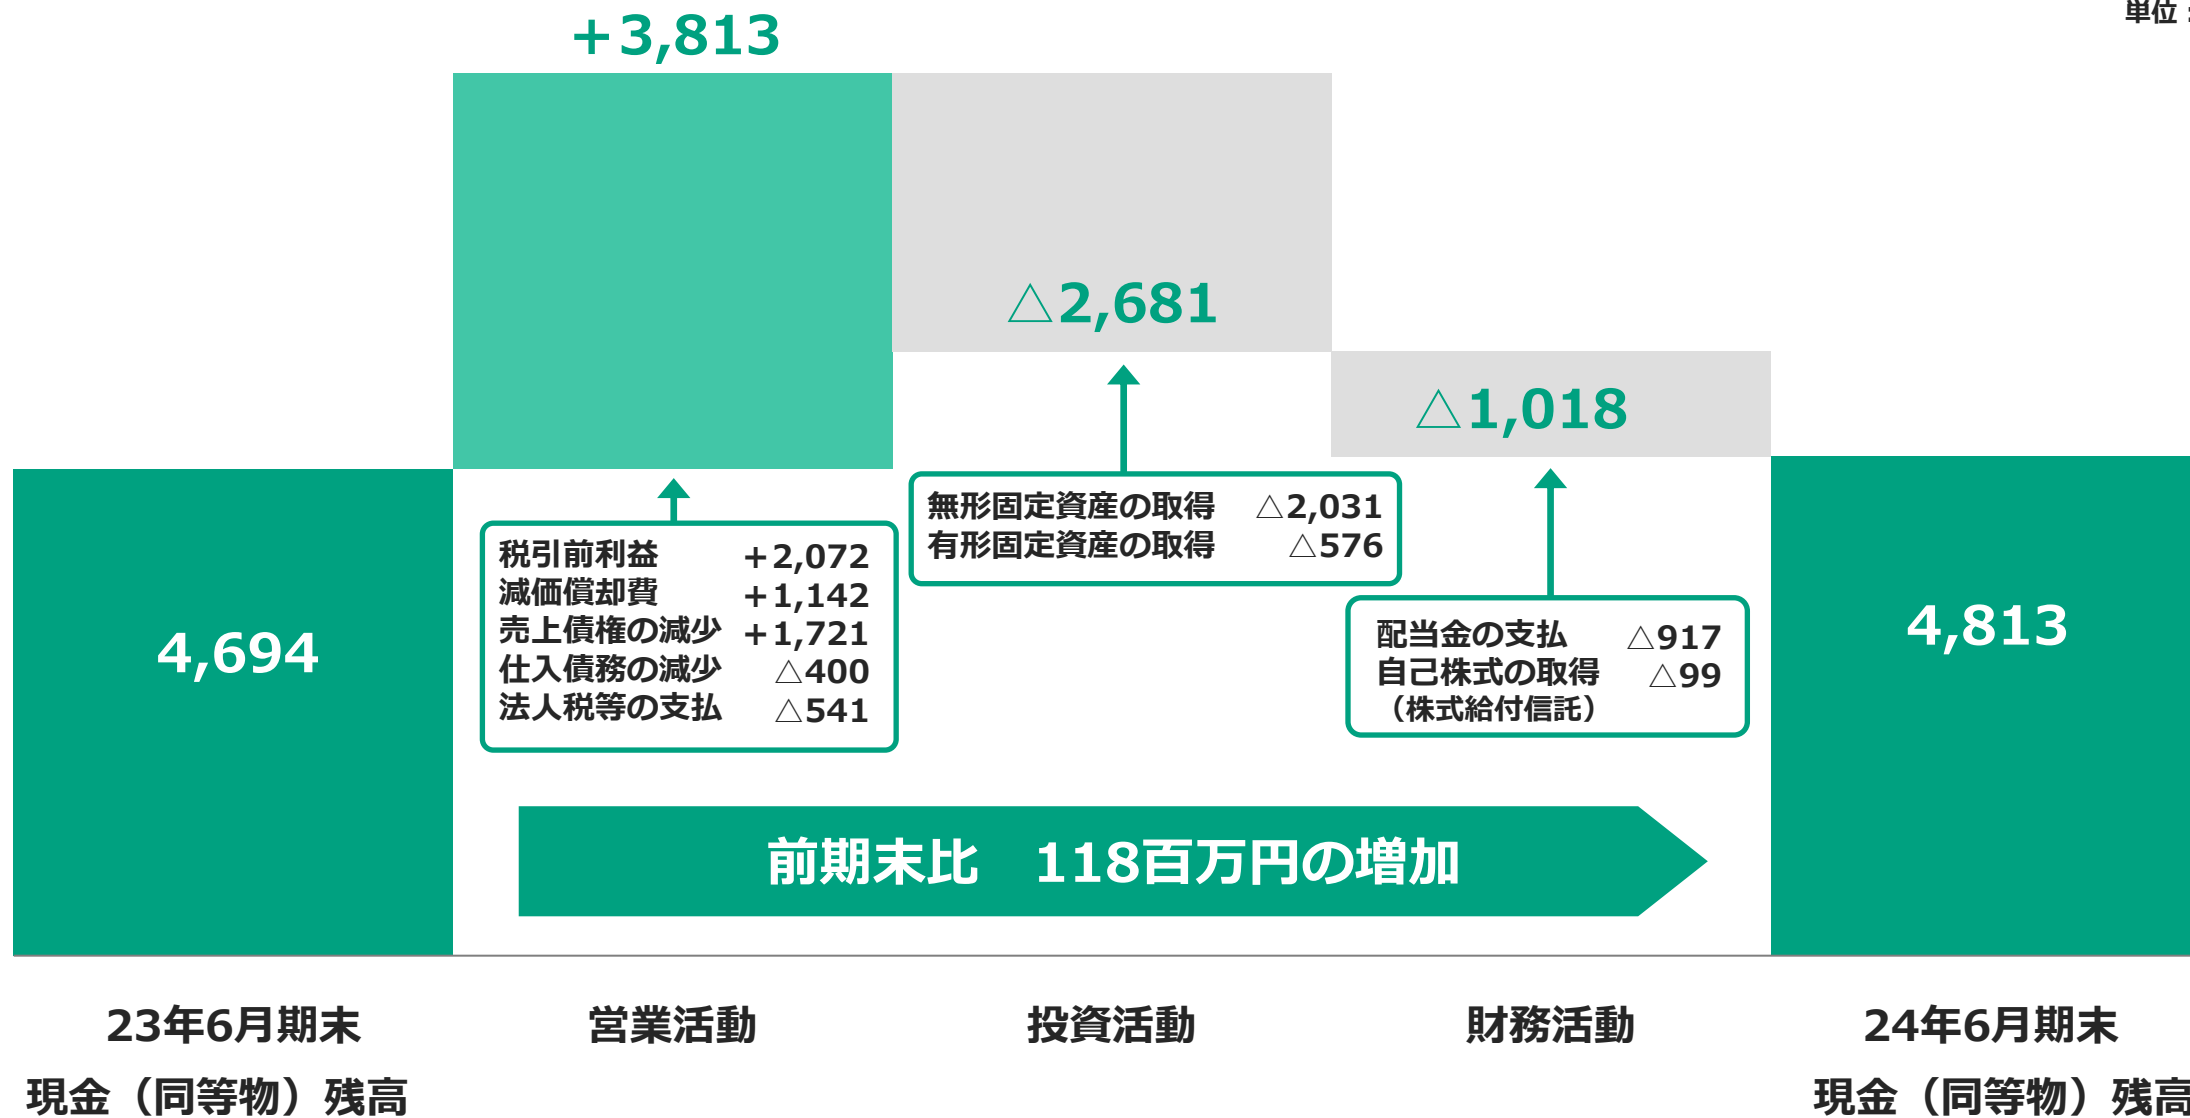 単位：
＋3,813
△2,681
△1,018
4,694
税引前利益 ＋2,072
減価償却費 ＋1,142
売上債権の減少 ＋1,721
仕入債務の減少 △400
法人税等の支払 △541
無形固定資産の取得 △2,031
有形固定資産の取得 △576
配当金の支払 △917
自己株式の取得 △99
（株式給付信託）
4,813
前期末比　118百万円の増加
23年6月期末
現金（同等物）残高
営業活動
投資活動
財務活動
24年6月期末
現金（同等物）残高